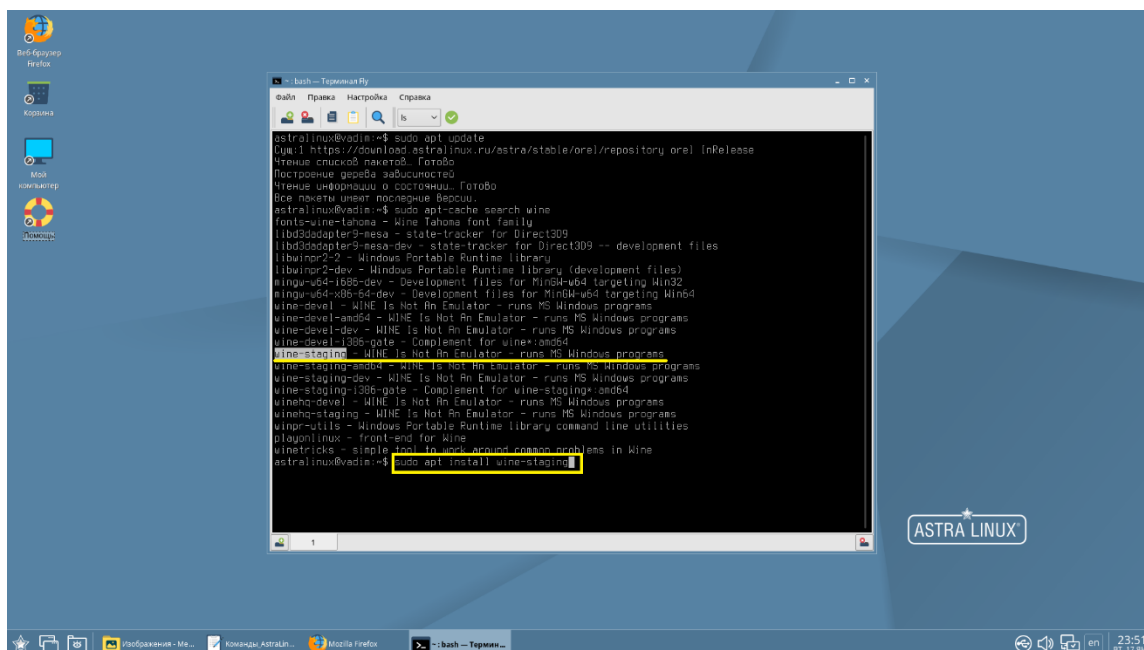 Веб-браузер
Firefox
Корзина
Мой
компьютер
Помощь
~ : bash — Терминал Fly
Файл Правка Настройка Справка
ls
astralinux@vadim:~$ sudo apt update
Сущ:1 https://download.astralinux.ru/astra/stable/orel/repository orel InRelease
Чтение списков пакетов… Готово
Построение дерева зависимостей
Чтение информации о состоянии… Готово
Все пакеты имеют последние версии.
astralinux@vadim:~$ sudo apt-cache search wine
fonts-wine-tahoma - Wine Tahoma font family
libd3dadapter9-mesa - state-tracker for Direct3D9
libd3dadapter9-mesa-dev - state-tracker for Direct3D9 -- development files
libwinpr2-2 - Windows Portable Runtime library
libwinpr2-dev - Windows Portable Runtime library (development files)
mingw-w64-i686-dev - Development files for MinGW-w64 targeting Win32
mingw-w64-x86-64-dev - Development files for MinGW-w64 targeting Win64
wine-devel - WINE Is Not An Emulator - runs MS Windows programs
wine-devel-amd64 - WINE Is Not An Emulator - runs MS Windows programs
wine-devel-dev - WINE Is Not An Emulator - runs MS Windows programs
wine-devel-i386-gate - Complement for wine*:amd64
wine-staging - WINE Is Not An Emulator - runs MS Windows programs
wine-staging-amd64 - WINE Is Not An Emulator - runs MS Windows programs
wine-staging-dev - WINE Is Not An Emulator - runs MS Windows programs
wine-staging-i386-gate - Complement for wine-staging*:amd64
winehq-devel - WINE Is Not An Emulator - runs MS Windows programs
winehq-staging - WINE Is Not An Emulator - runs MS Windows programs
winpr-utils - Windows Portable Runtime library command line utilities
playonlinux - front-end for Wine
winetricks - simple tool to work around common problems in Wine
astralinux@vadim:~$ sudo apt install wine-staging
1
ASTRA LINUX®
Изображения - Ме... Команды_AstraLin... Mozilla Firefox ~ : bash — Термин... en 23:51